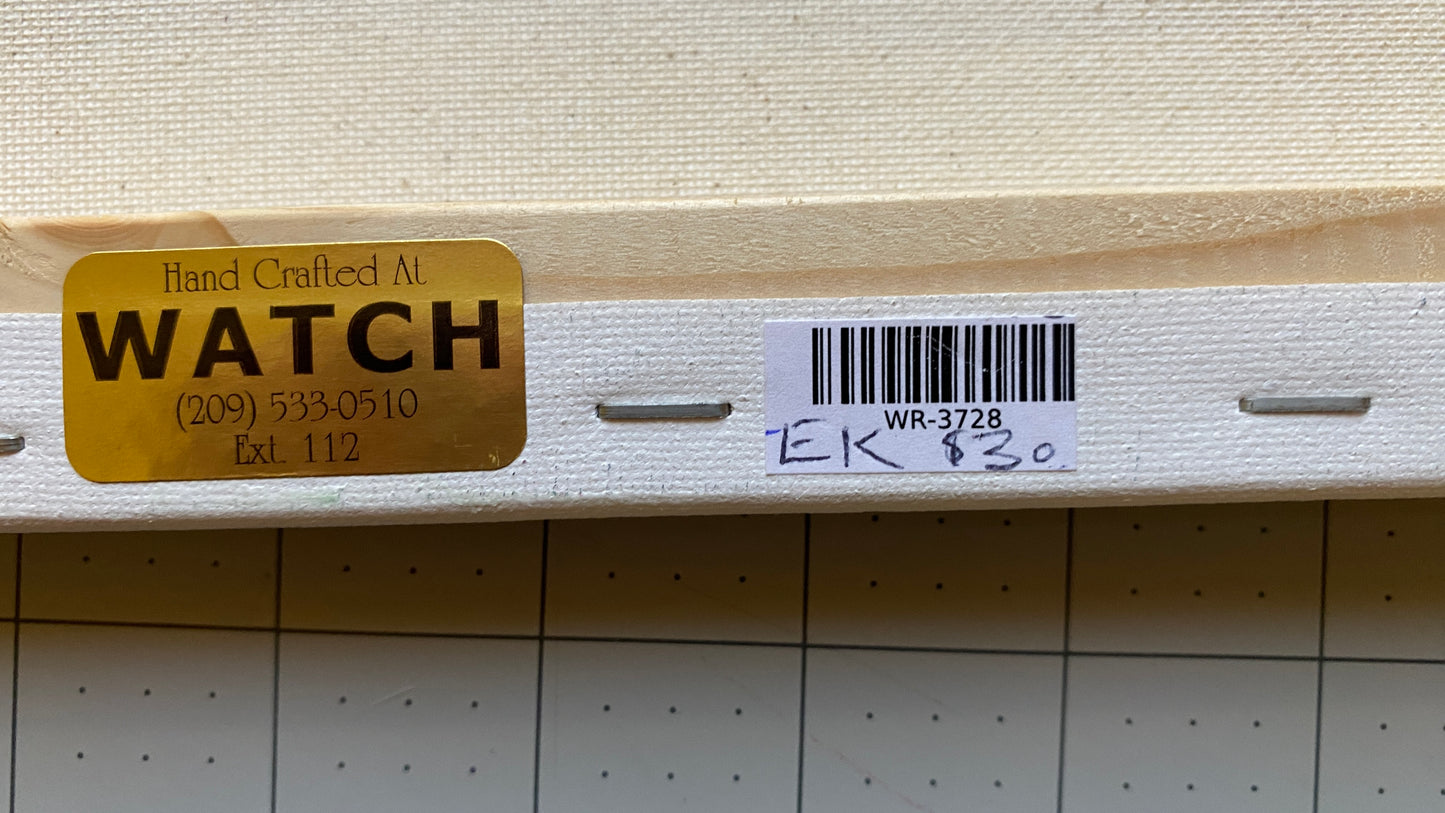 Hand Crafted At
WATCH
(209) 533-0510
Ext. 112
WR-3728
EK $30